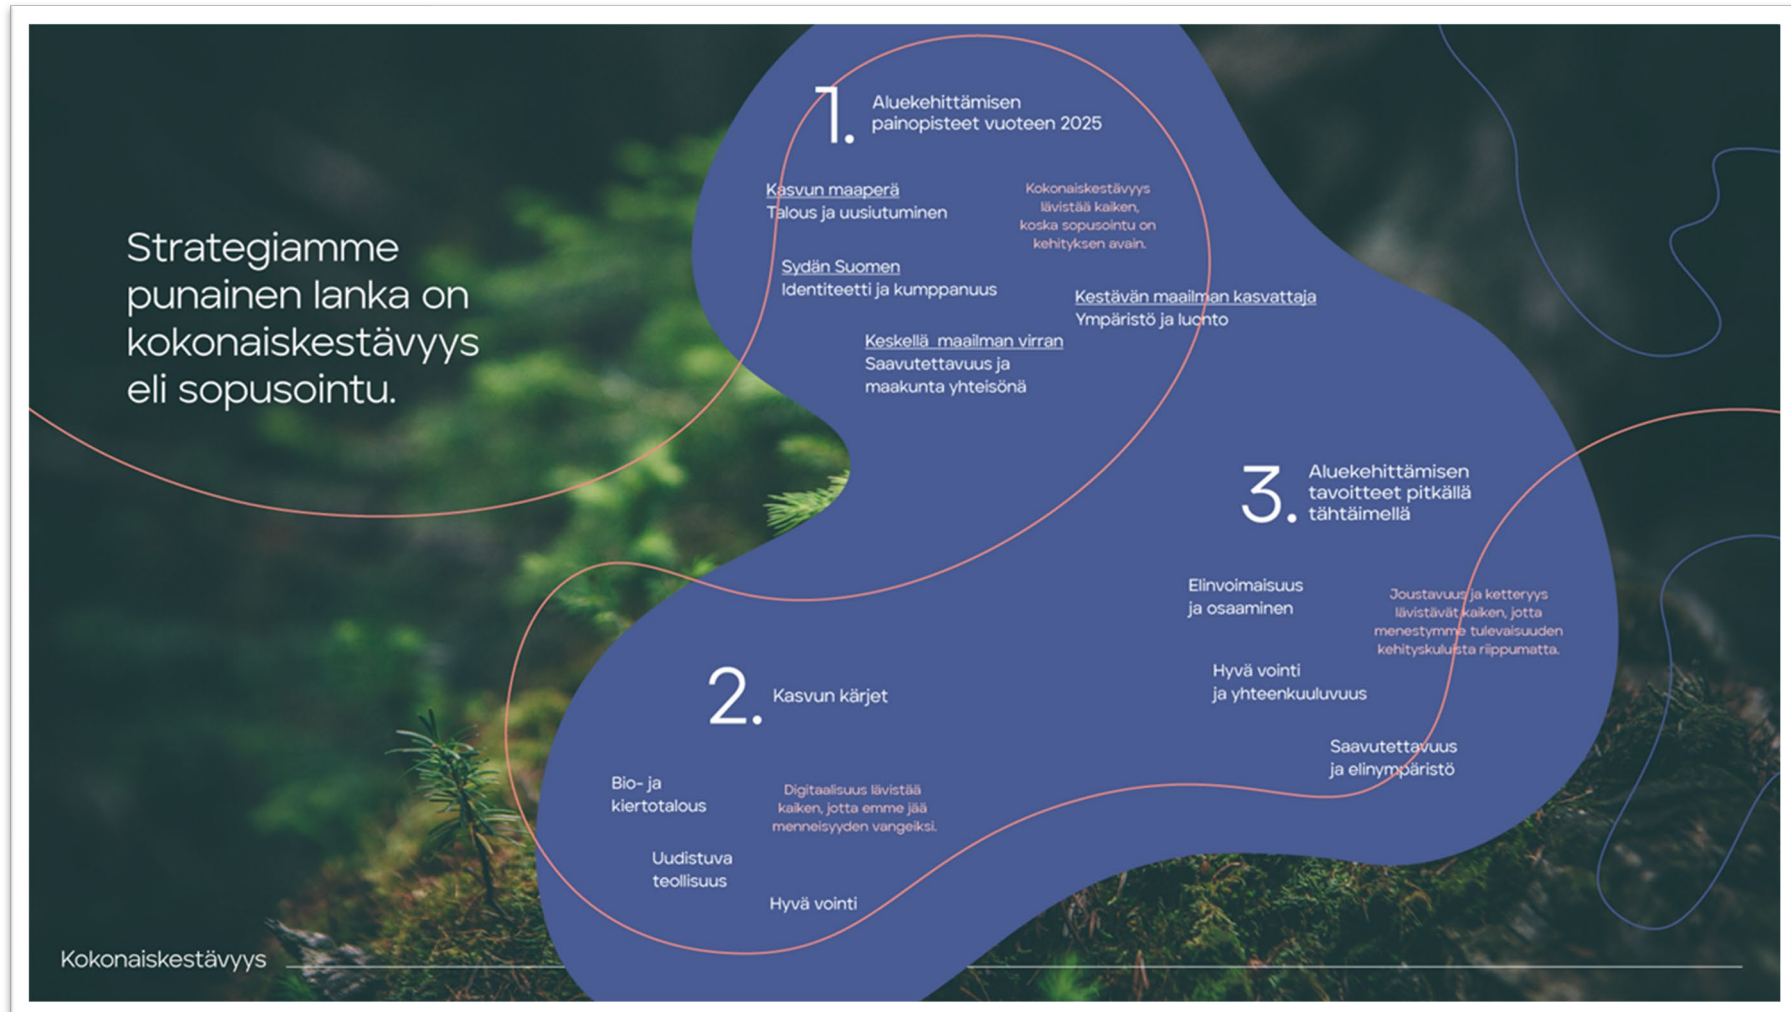 Strategiamme
punainen lanka on
kokonaiskestävyys
eli sopusointu.
1.
Aluekehittämisen
painopisteet vuoteen 2025
Kasvun maaperä
Talous ja uusiutuminen
Kokonaiskestävyys
lävistää kaiken,
koska sopusointu on
kehityksen avain.
Sydän Suomen
Identiteetti ja kumppanuus
Kestävän maailman kasvattaja
Ympäristö ja luonto
Keskellä maailman virran
Saavutettavuus ja
maakunta yhteisönä
2.
Kasvun kärjet
Bio- ja
kiertotalous
Digitaalisuus lävistää
kaiken, jotta emme jää
menneisyyden vangeiksi.
Uudistuva
teollisuus
Hyvä vointi
3.
Aluekehittämisen
tavoitteet pitkällä
tähtäimellä
Elinvoimaisuus
ja osaaminen
Joustavuus ja ketteryys
lävistävät kaiken, jotta
menestymme tulevaisuuden
kehityskuluista riippumatta.
Hyvä vointi
ja yhteenkuuluvuus
Saavutettavuus
ja elinympäristö
Kokonaiskestävyys